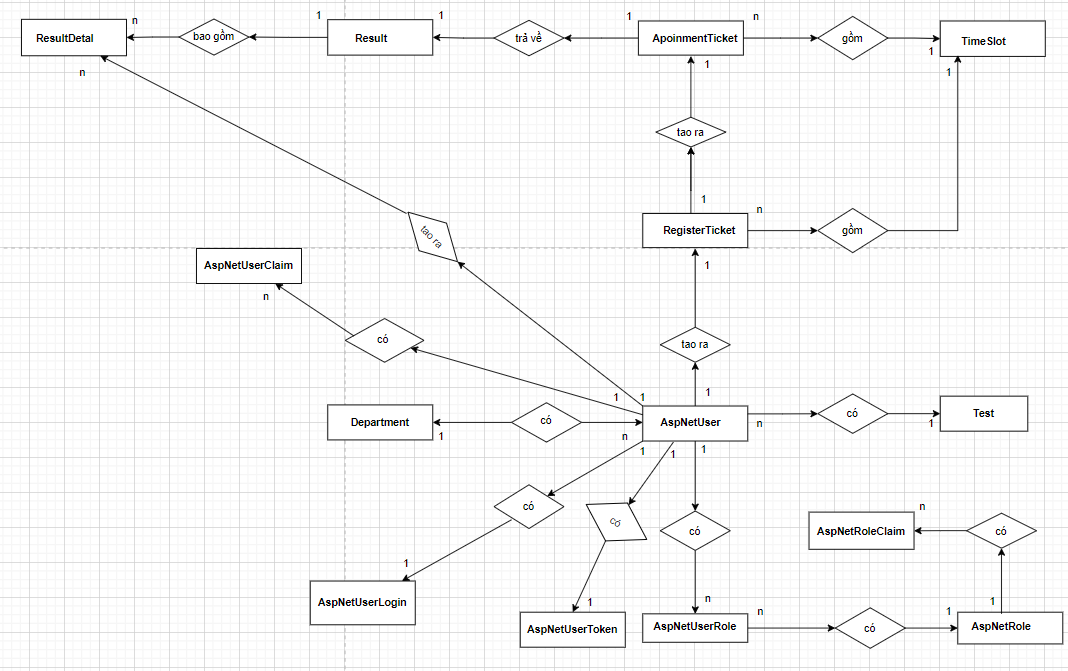 n
1
1
1
n
ResultDetal
bao gồm
Result
trả về
ApoinmentTicket
gồm
TimeSlot
1
n
1
1
tao ra
1
n
RegisterTicket
gồm
tao ra
AspNetUserClaim
1
n
có
tao ra
1
1
1
Department
có
AspNetUser
có
Test
1
n
n
1
1
1
1
có
có
có
n
AspNetRoleClaim
có
1
AspNetUserLogin
1
n
n
1
1
AspNetUserToken
AspNetUserRole
có
AspNetRole